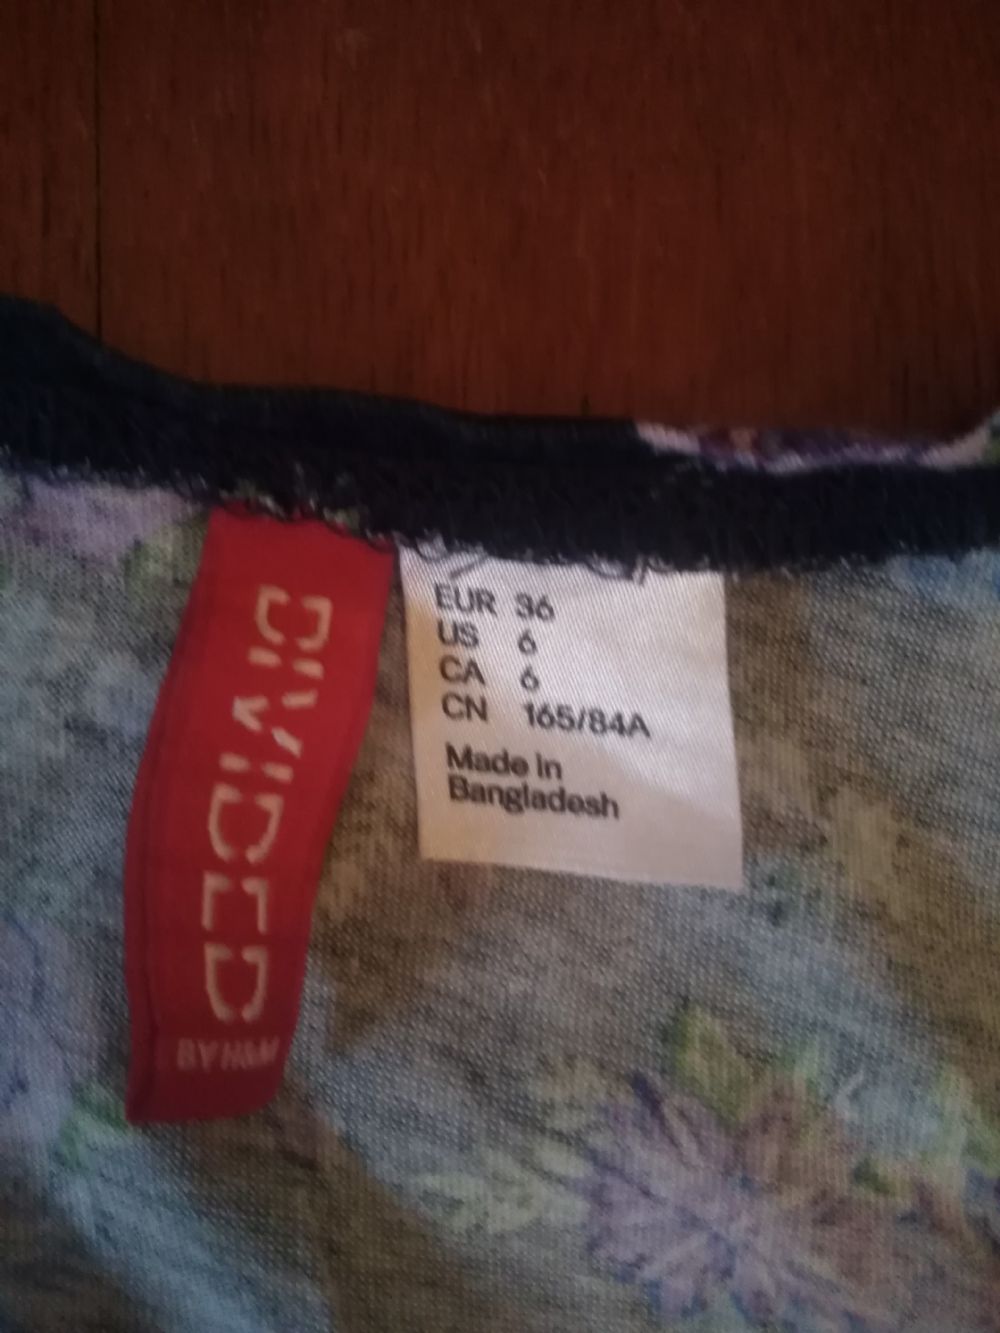 DIVIDED
BY H&M
EUR 36
US 6
CA 6
CN 165/84A
Made in
Bangladesh